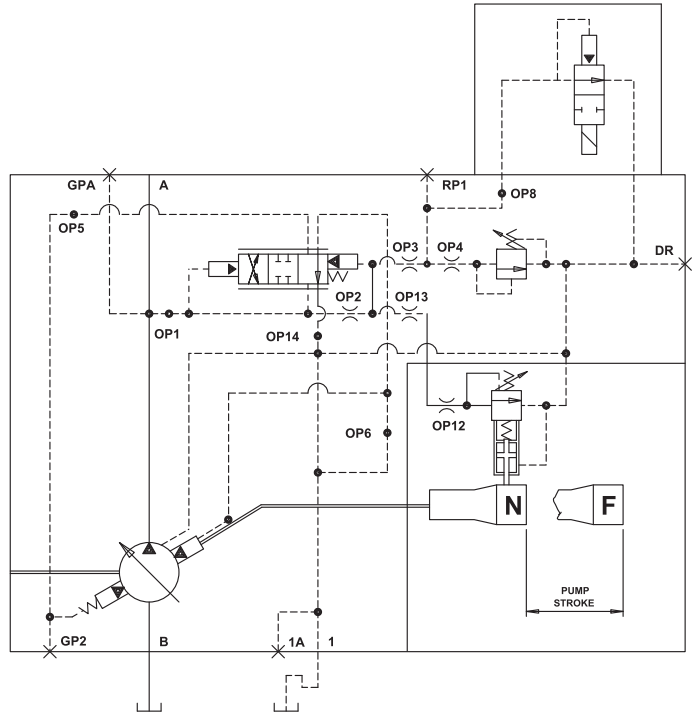 GPA
A
RP1
OP8
OP5
OP3
OP4
DR
OP2
OP13
OP1
OP14
OP12
OP6
N
F
PUMP
STROKE
GP2
B
1A
1